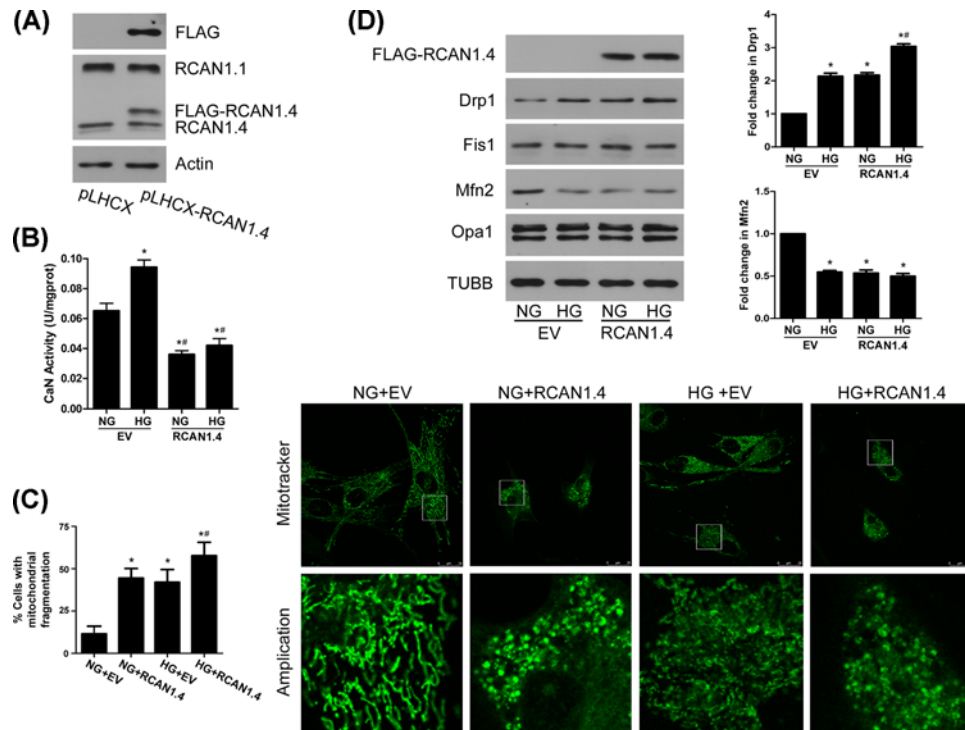 (A)
FLAG
RCAN1.1
FLAG-RCAN1.4
RCAN1.4
Actin
pLHCX
pLHCX-RCAN1.4
(B)
CaN Activity (U/mgprot)
0.10
0.08
0.06
0.04
0.02
0.00
*
*#
*#
NG HG NG HG
EV RCAN1.4
(C)
% Cells with
mitochondrial
fragmentation
75
50
25
0
*
*
*#
NG+EV
NG+RCAN1.4
HG+EV
HG+RCAN1.4
(D)
FLAG-RCAN1.4
Drp1
Fis1
Mfn2
Opa1
TUBB
NG HG NG HG
EV RCAN1.4
Fold change in Drp1
4
3
2
1
0
*
*
*#
NG HG NG HG
EV RCAN1.4
Fold change in Mfn2
1.5
1.0
0.5
0.0
*
*
*
NG HG NG HG
EV RCAN1.4
NG+EV NG+RCAN1.4 HG +EV HG+RCAN1.4
Mitotracker
Amplication